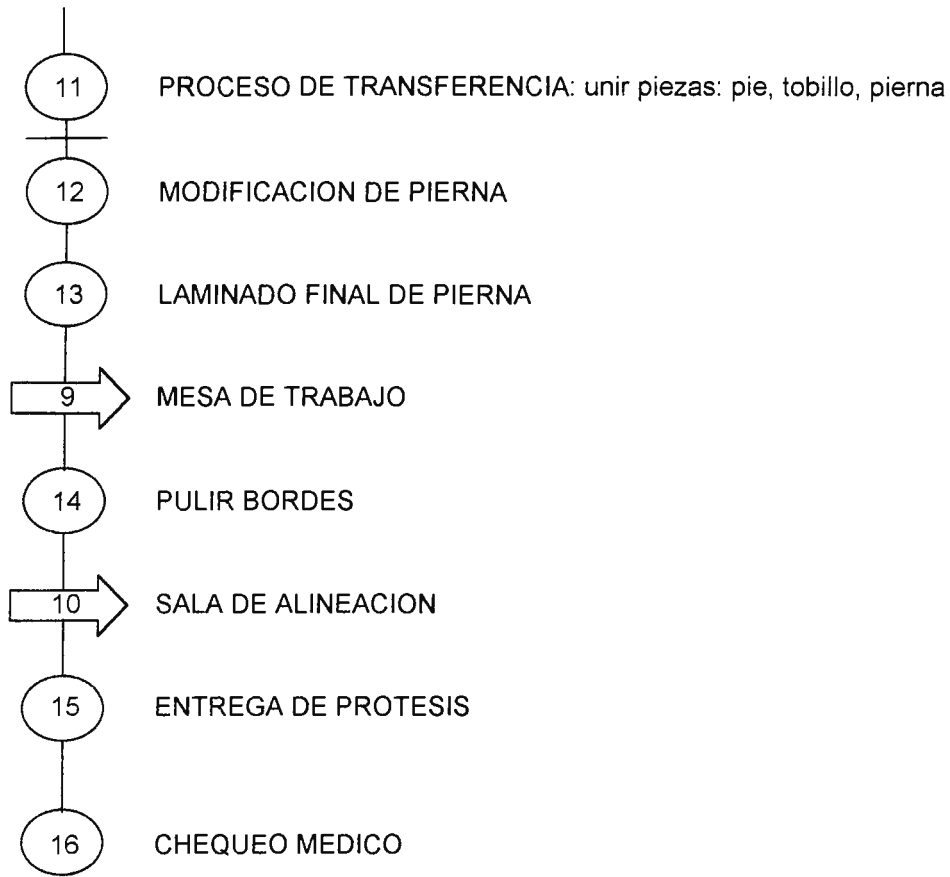 11 PROCESO DE TRANSFERENCIA: unir piezas: pie, tobillo, pierna
12 MODIFICACION DE PIERNA
13 LAMINADO FINAL DE PIERNA
9 MESA DE TRABAJO
14 PULIR BORDES
10 SALA DE ALINEACION
15 ENTREGA DE PROTESIS
16 CHEQUEO MEDICO